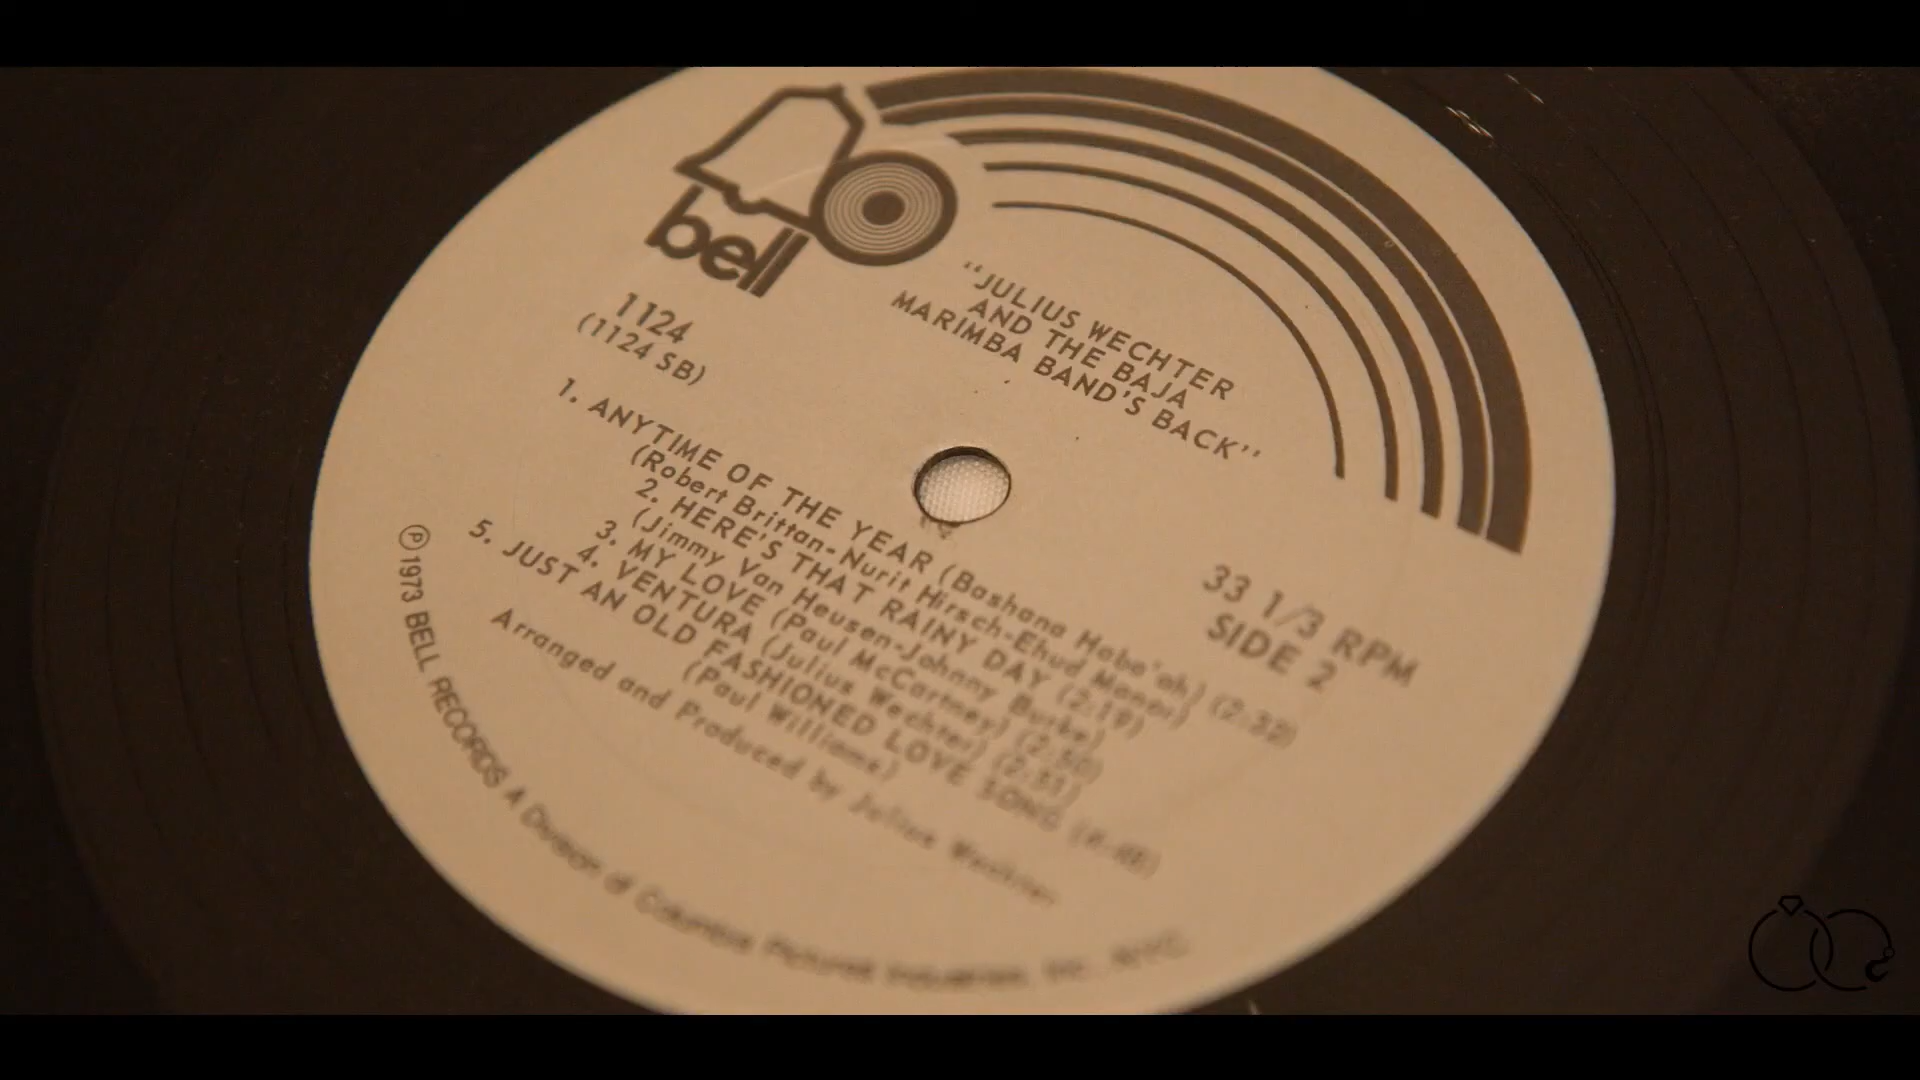 bell
"JULIUS WECHTER
AND THE BAJA
MARIMBA BAND'S BACK"
1124
(1124 SB)
33 1/3 RPM
SIDE 2
1. ANYTIME OF THE YEAR (Bashana Haba'ah) (2:32)
(Robert Brittan-Nurit Hirsch-Ehud Manor)
2. HERE'S THAT RAINY DAY (2:19)
(Jimmy Van Heusen-Johnny Burke)
3. MY LOVE (Paul McCartney) (2:50)
4. VENTURA (Julius Wechter) (2:51)
5. JUST AN OLD FASHIONED LOVE SONG
(Paul Williams)
Arranged and Produced by Julius Wechter
℗ 1973 BELL RECORDS A Division of Columbia Pictures Industries, Inc., N.Y.C.